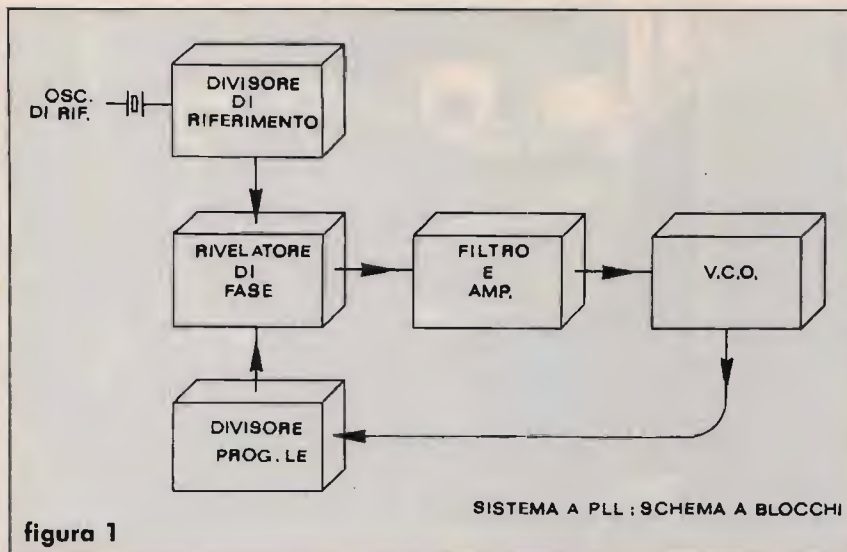 OSC.
DI RIF.
DIVISORE
DI
RIFERIMENTO
RIVELATORE
DI
FASE
FILTRO
E
AMP.
V.C.O.
DIVISORE
PROG.LE
SISTEMA A PLL : SCHEMA A BLOCCHI
figura 1